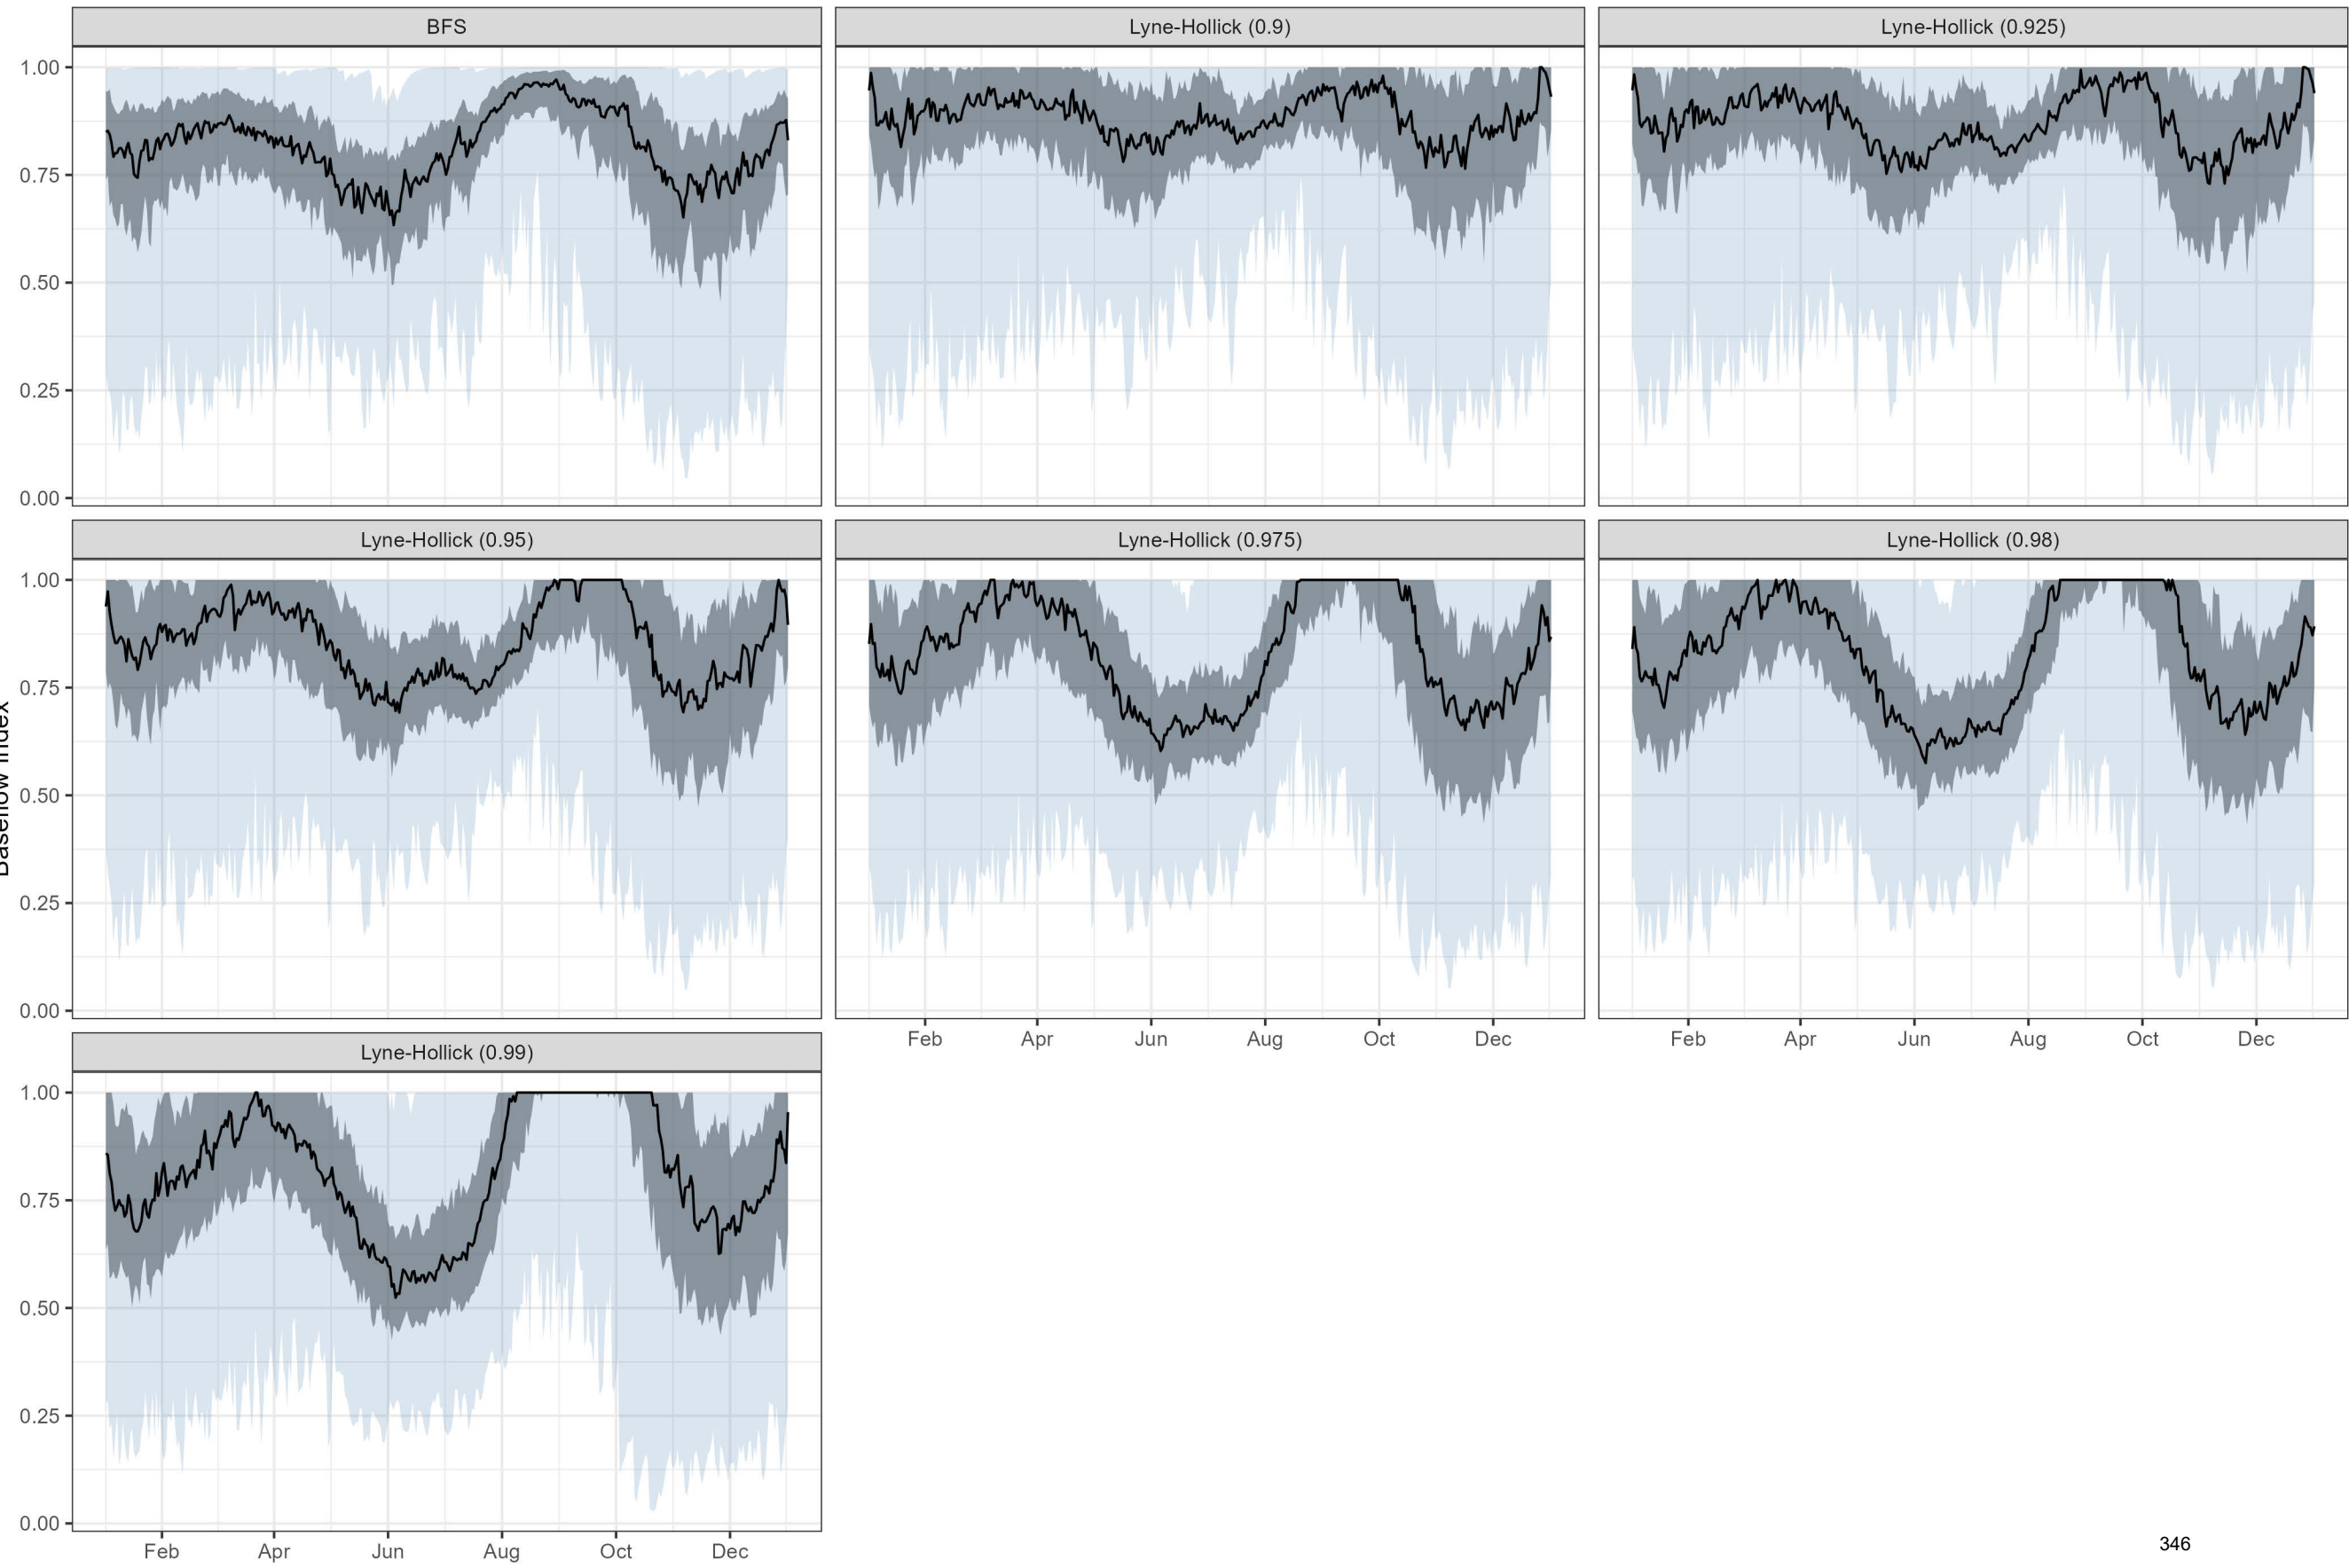 BFS
Lyne-Hollick (0.9)
Lyne-Hollick (0.925)
1.00
0.75
0.50
0.25
0.00
Lyne-Hollick (0.95)
Lyne-Hollick (0.975)
Lyne-Hollick (0.98)
1.00
0.75
0.50
0.25
0.00
Baseflow Index
Feb Apr Jun Aug Oct Dec
Feb Apr Jun Aug Oct Dec
Lyne-Hollick (0.99)
1.00
0.75
0.50
0.25
0.00
Feb Apr Jun Aug Oct Dec
346